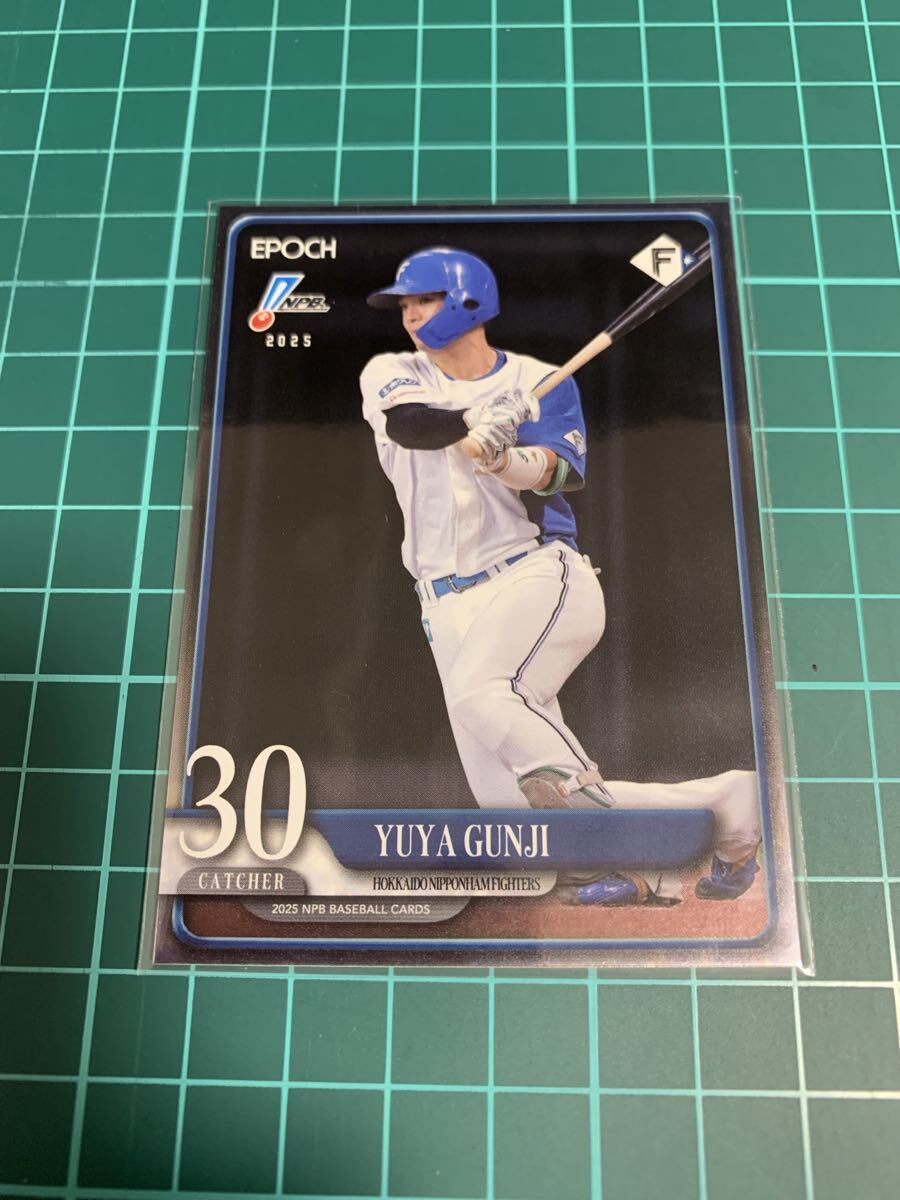 EPOCH
NPB
2025
F
30
YUYA GUNJI
CATCHER
HOKKAIDO NIPPONHAM FIGHTERS
2025 NPB BASEBALL CARDS